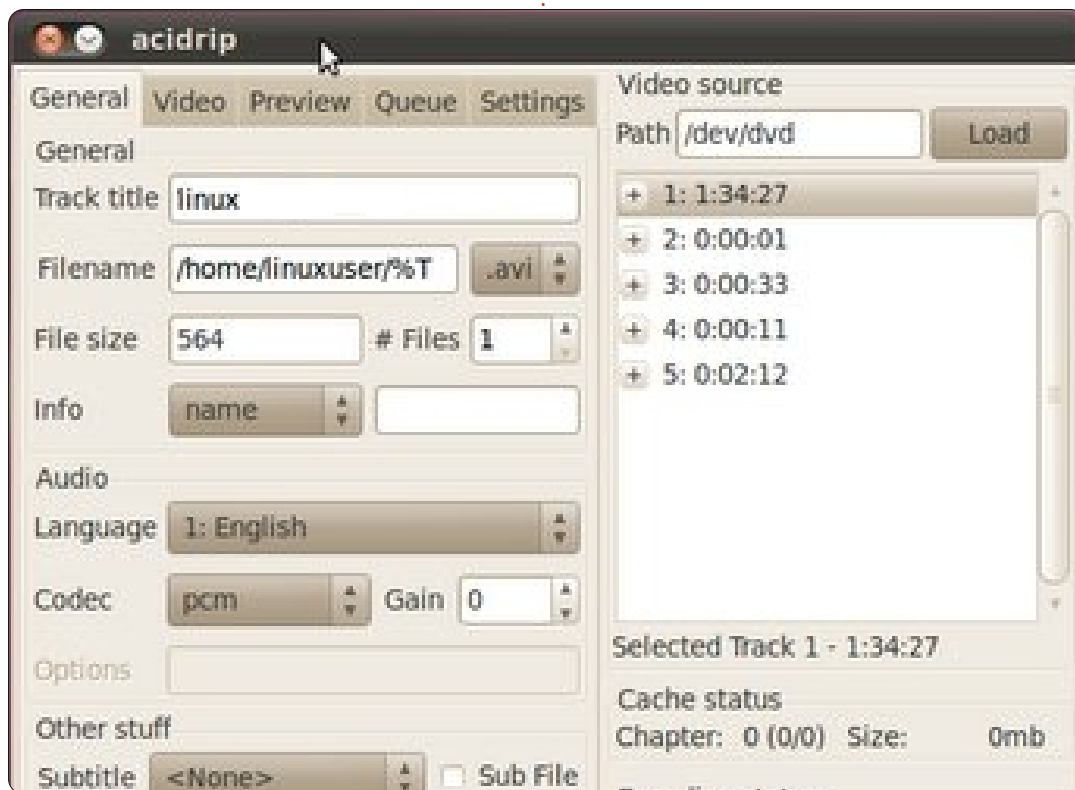 acidrip
General Video Preview Queue Settings
General
Track title linux
Filename /home/linuxuser/%T .avi
File size 564 # Files 1
Info name
Audio
Language 1: English
Codec pcm Gain 0
Options
Other stuff
Subtitle <None> Sub File
Video source
Path /dev/dvd Load
+ 1: 1:34:27
+ 2: 0:00:01
+ 3: 0:00:33
+ 4: 0:00:11
+ 5: 0:02:12
Selected Track 1 - 1:34:27
Cache status
Chapter: 0 (0/0) Size: 0mb